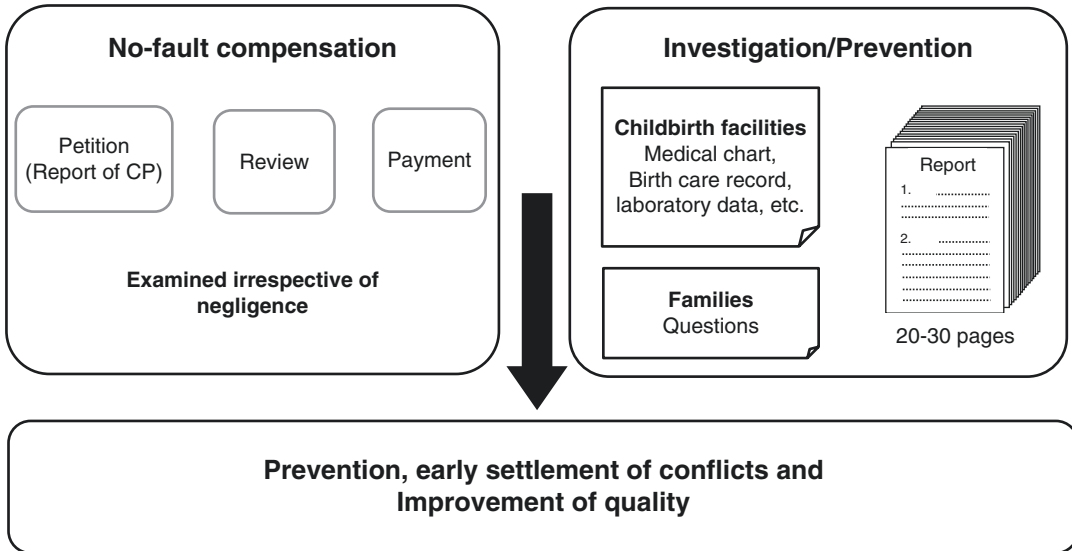 No-fault compensation
Petition
(Report of CP)
Review
Payment
Examined irrespective of
negligence
Investigation/Prevention
Childbirth facilities
Medical chart,
Birth care record,
laboratory data, etc.
Families
Questions
Report
1.
2.
20-30 pages
Prevention, early settlement of conflicts and
Improvement of quality